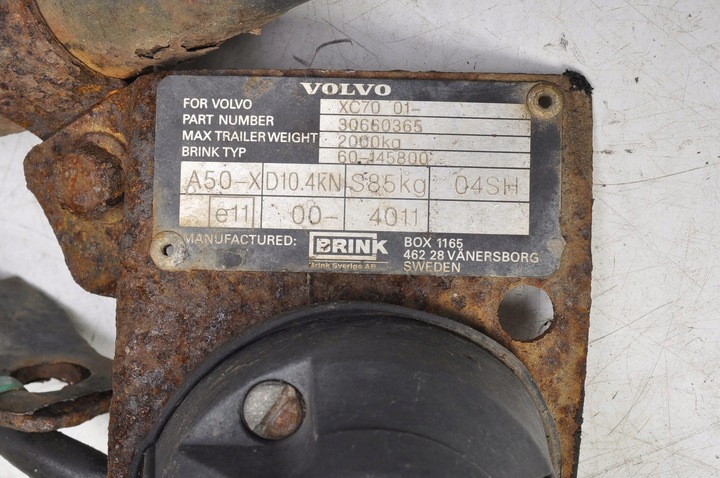 VOLVO
FOR VOLVO XC70 01-
PART NUMBER 30660365
MAX TRAILER WEIGHT 2000kg
BRINK TYP 60-145800
A50-X D10.4kN S85kg 04SH
e11 00- 4011
MANUFACTURED: BRINK BOX 1165
462 28 VÄNERSBORG
Brink Sverige AB SWEDEN